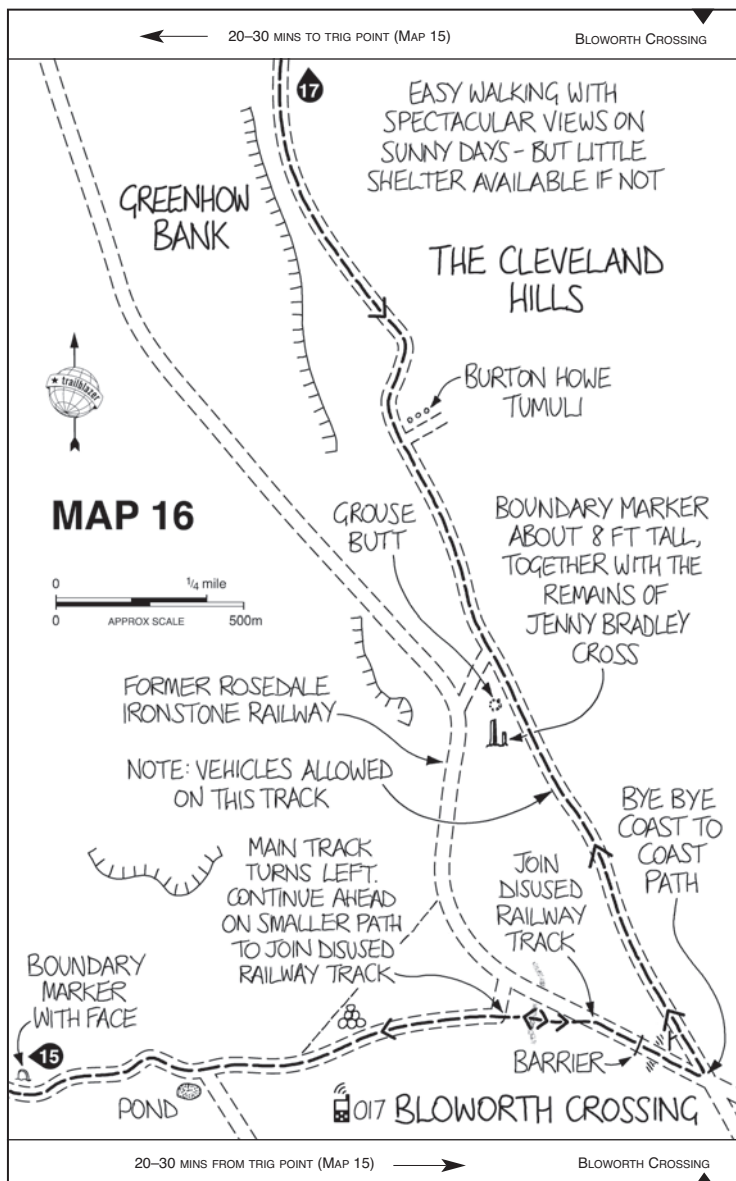 20–30 MINS TO TRIG POINT (MAP 15)
BLOWORTH CROSSING
17
EASY WALKING WITH
SPECTACULAR VIEWS ON
SUNNY DAYS – BUT LITTLE
SHELTER AVAILABLE IF NOT
GREENHOW
BANK
THE CLEVELAND
HILLS
trailblazer
BURTON HOWE
TUMULI
MAP 16
0
1/4 mile
0
APPROX SCALE
500m
GROUSE
BUTT
BOUNDARY MARKER
ABOUT 8 FT TALL,
TOGETHER WITH THE
REMAINS OF
JENNY BRADLEY
CROSS
FORMER ROSEDALE
IRONSTONE RAILWAY
NOTE: VEHICLES ALLOWED
ON THIS TRACK
BYE BYE
COAST TO
COAST
PATH
MAIN TRACK
TURNS LEFT.
CONTINUE AHEAD
ON SMALLER PATH
TO JOIN DISUSED
RAILWAY TRACK
JOIN
DISUSED
RAILWAY
TRACK
BOUNDARY
MARKER
WITH FACE
15
BARRIER
POND
017 BLOWORTH CROSSING
20–30 MINS FROM TRIG POINT (MAP 15)
BLOWORTH CROSSING